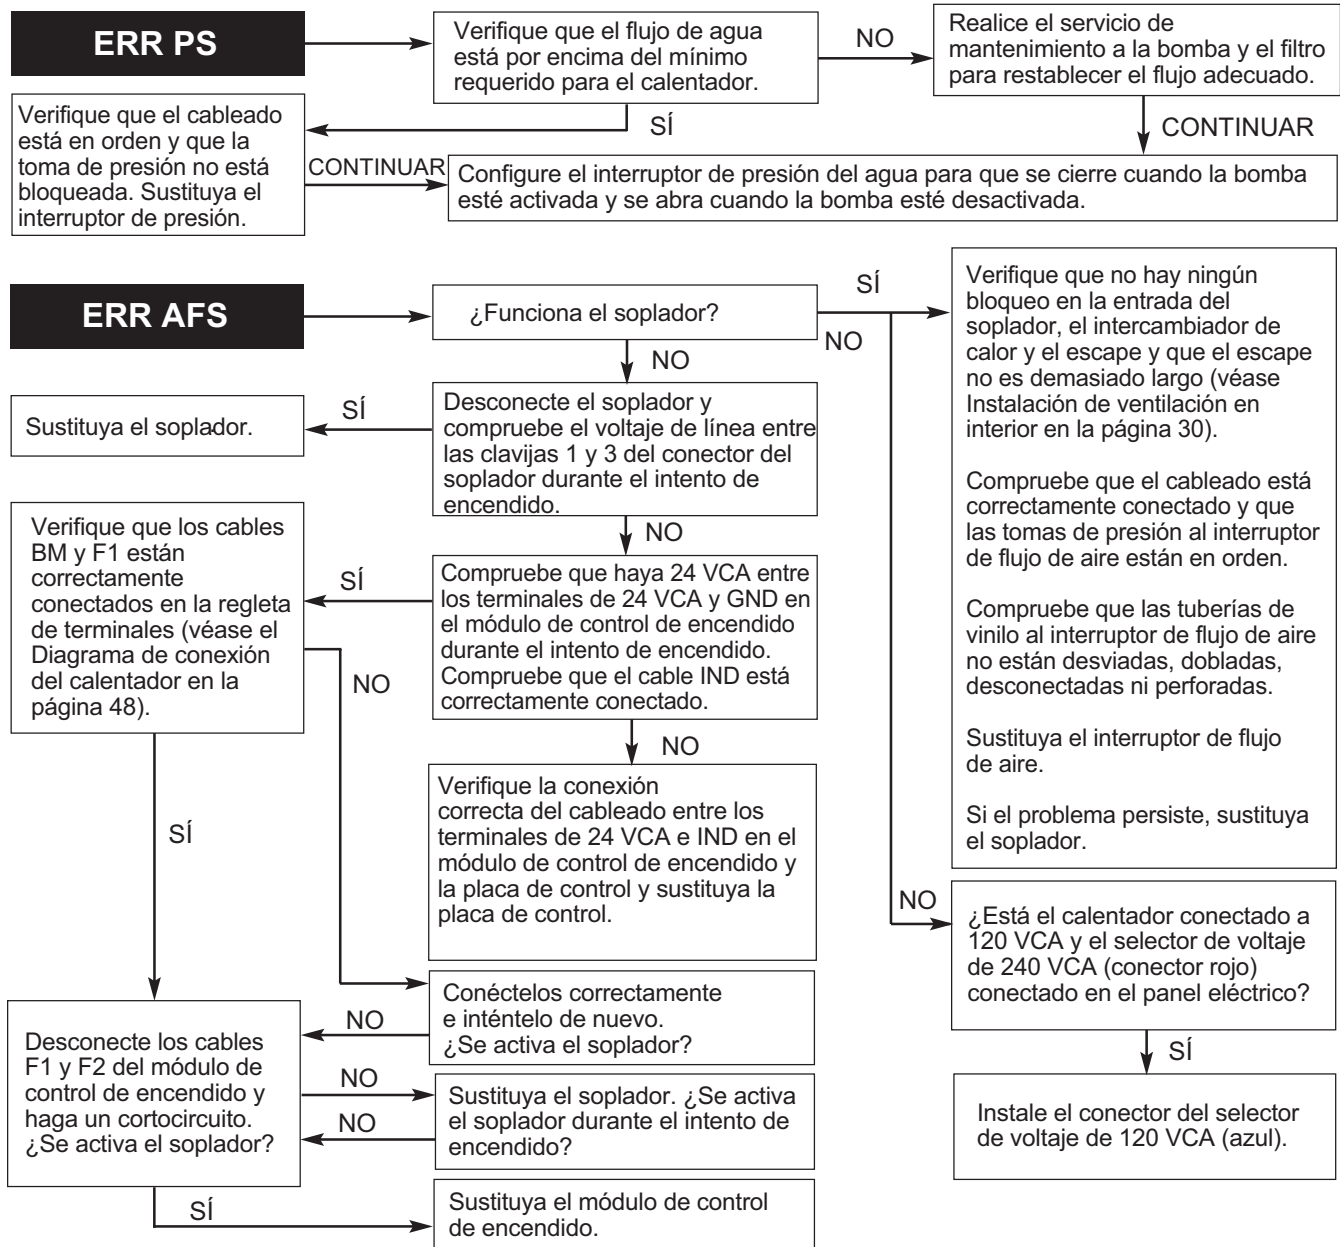 ERR PS
Verifique que el flujo de agua
está por encima del mínimo
requerido para el calentador.
NO
Realice el servicio de
mantenimiento a la bomba y el filtro
para restablecer el flujo adecuado.
SÍ
CONTINUAR
Verifique que el cableado
está en orden y que la
toma de presión no está
bloqueada. Sustituya el
interruptor de presión.
CONTINUAR
Configure el interruptor de presión del agua para que se cierre cuando la bomba
esté activada y se abra cuando la bomba esté desactivada.
ERR AFS
¿Funciona el soplador?
SÍ
NO
NO
Verifique que no hay ningún
bloqueo en la entrada del
soplador, el intercambiador de
calor y el escape y que el escape
no es demasiado largo (véase
Instalación de ventilación en
interior en la página 30).
Compruebe que el cableado está
correctamente conectado y que
las tomas de presión al interruptor
de flujo de aire están en orden.
Compruebe que las tuberías de
vinilo al interruptor de flujo de aire
no están desviadas, dobladas,
desconectadas ni perforadas.
Sustituya el interruptor de flujo
de aire.
Si el problema persiste, sustituya
el soplador.
Desconecte el soplador y
compruebe el voltaje de línea entre
las clavijas 1 y 3 del conector del
soplador durante el intento de
encendido.
SÍ
Sustituya el soplador.
NO
Compruebe que haya 24 VCA entre
los terminales de 24 VCA y GND en
el módulo de control de encendido
durante el intento de encendido.
Compruebe que el cable IND está
correctamente conectado.
SÍ
Verifique que los cables
BM y F1 están
correctamente
conectados en la regleta
de terminales (véase el
Diagrama de conexión
del calentador en la
página 48).
NO
NO
Verifique la conexión
correcta del cableado entre los
terminales de 24 VCA e IND en el
módulo de control de encendido y
la placa de control y sustituya la
placa de control.
SÍ
NO
¿Está el calentador conectado a
120 VCA y el selector de voltaje
de 240 VCA (conector rojo)
conectado en el panel eléctrico?
SÍ
Instale el conector del selector
de voltaje de 120 VCA (azul).
Conéctelos correctamente
e inténtelo de nuevo.
¿Se activa el soplador?
NO
Desconecte los cables
F1 y F2 del módulo de
control de encendido y
haga un cortocircuito.
¿Se activa el soplador?
NO
NO
Sustituya el soplador. ¿Se activa
el soplador durante el intento de
encendido?
SÍ
Sustituya el módulo de control
de encendido.